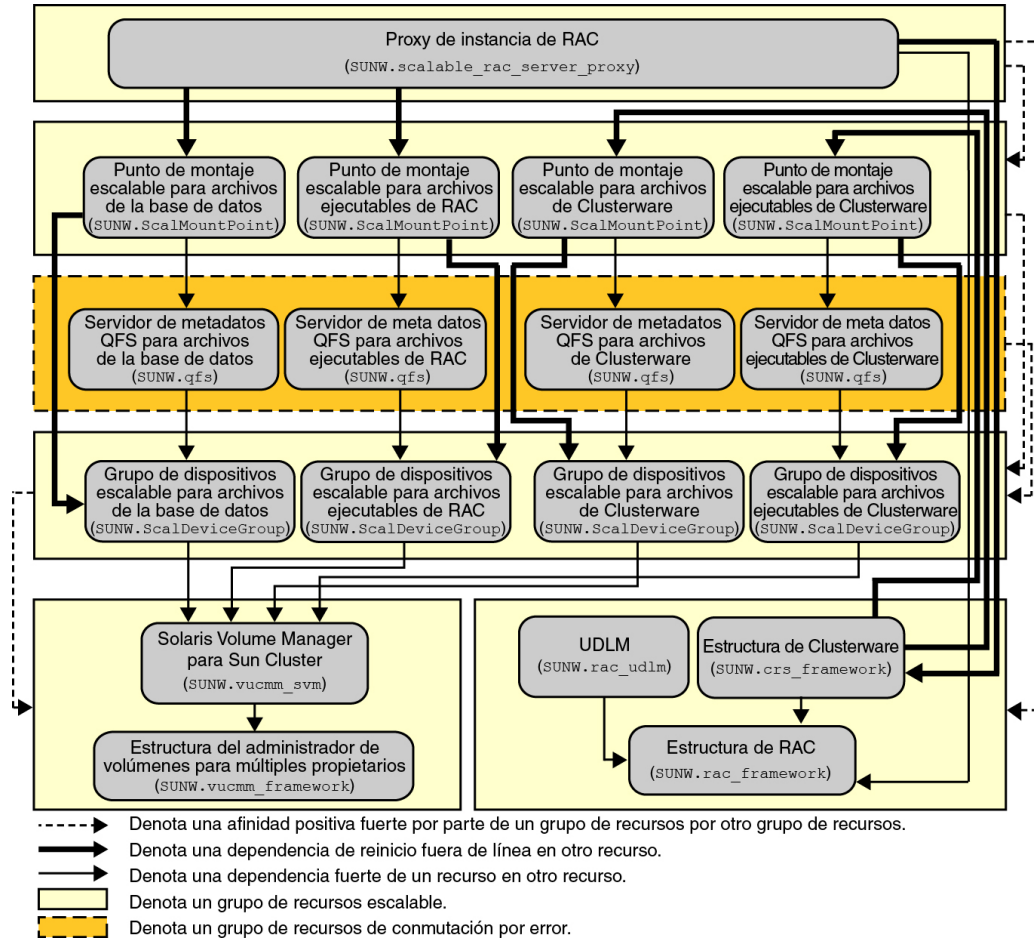 Proxy de instancia de RAC
(SUNW.scalable_rac_server_proxy)
Punto de montaje
escalable para archivos
de la base de datos
(SUNW.ScalMountPoint)
Punto de montaje
escalable para archivos
ejecutables de RAC
(SUNW.ScalMountPoint)
Punto de montaje
escalable para archivos
de Clusterware
(SUNW.ScalMountPoint)
Punto de montaje
escalable para archivos
ejecutables de Clusterware
(SUNW.ScalMountPoint)
Servidor de metadatos
QFS para archivos
de la base de datos
(SUNW.qfs)
Servidor de meta datos
QFS para archivos
ejecutables de RAC
(SUNW.qfs)
Servidor de metadatos
QFS para archivos
de Clusterware
(SUNW.qfs)
Servidor de meta datos
QFS para archivos
ejecutables de Clusterware
(SUNW.qfs)
Grupo de dispositivos
escalable para archivos
de la base de datos
(SUNW.ScalDeviceGroup)
Grupo de dispositivos
escalable para archivos
ejecutables de RAC
(SUNW.ScalDeviceGroup)
Grupo de dispositivos
escalable para archivos
de Clusterware
(SUNW.ScalDeviceGroup)
Grupo de dispositivos
escalable para archivos
ejecutables de Clusterware
(SUNW.ScalDeviceGroup)
Solaris Volume Manager
para Sun Cluster
(SUNW.vucmm_svm)
Estructura del administrador de
volúmenes para múltiples propietarios
(SUNW.vucmm_framework)
UDLM
(SUNW.rac_udlm)
Estructura de Clusterware
(SUNW.crs_framework)
Estructura de RAC
(SUNW.rac_framework)
Denota una afinidad positiva fuerte por parte de un grupo de recursos por otro grupo de recursos.
Denota una dependencia de reinicio fuera de línea en otro recurso.
Denota una dependencia fuerte de un recurso en otro recurso.
Denota un grupo de recursos escalable.
Denota un grupo de recursos de conmutación por error.